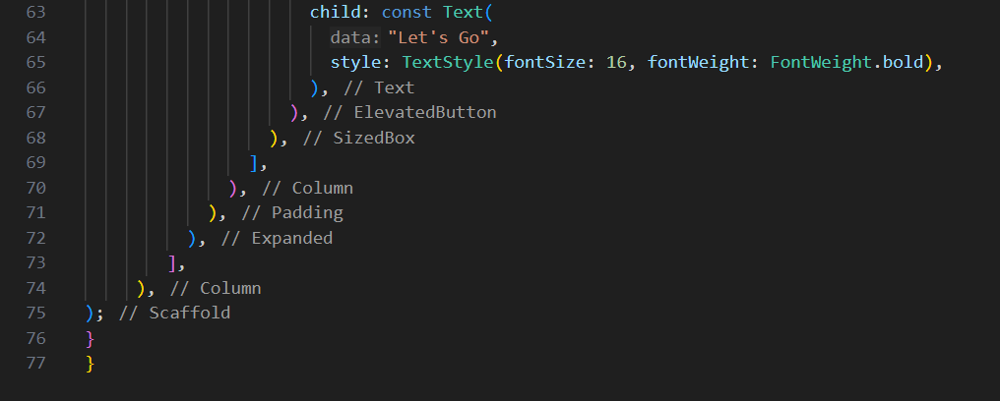 63 child: const Text(
64 data: "Let's Go",
65 style: TextStyle(fontSize: 16, fontWeight: FontWeight.bold),
66 ), // Text
67 ), // ElevatedButton
68 ), // SizedBox
69 ],
70 ), // Column
71 ), // Padding
72 ), // Expanded
73 ],
74 ), // Column
75 ); // Scaffold
76 }
77 }